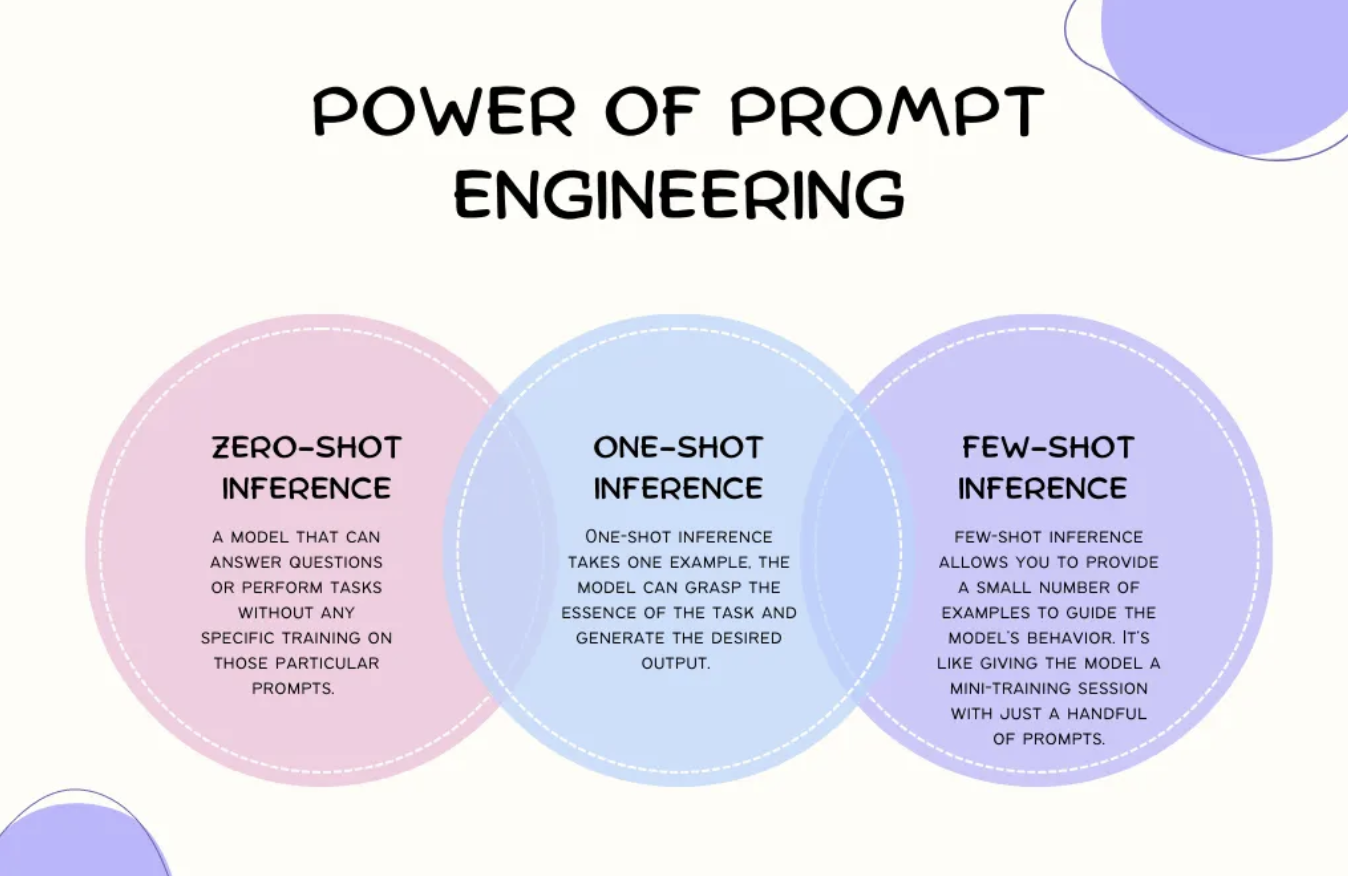 POWER OF PROMPT
ENGINEERING
ZERO-SHOT
INFERENCE
A MODEL THAT CAN
ANSWER QUESTIONS
OR PERFORM TASKS
WITHOUT ANY
SPECIFIC TRAINING ON
THOSE PARTICULAR
PROMPTS.
ONE-SHOT
INFERENCE
ONE-SHOT INFERENCE
TAKES ONE EXAMPLE, THE
MODEL CAN GRASP THE
ESSENCE OF THE TASK AND
GENERATE THE DESIRED
OUTPUT.
FEW-SHOT
INFERENCE
FEW-SHOT INFERENCE
ALLOWS YOU TO PROVIDE
A SMALL NUMBER OF
EXAMPLES TO GUIDE THE
MODEL'S BEHAVIOR. IT'S
LIKE GIVING THE MODEL A
MINI-TRAINING SESSION
WITH JUST A HANDFUL
OF PROMPTS.